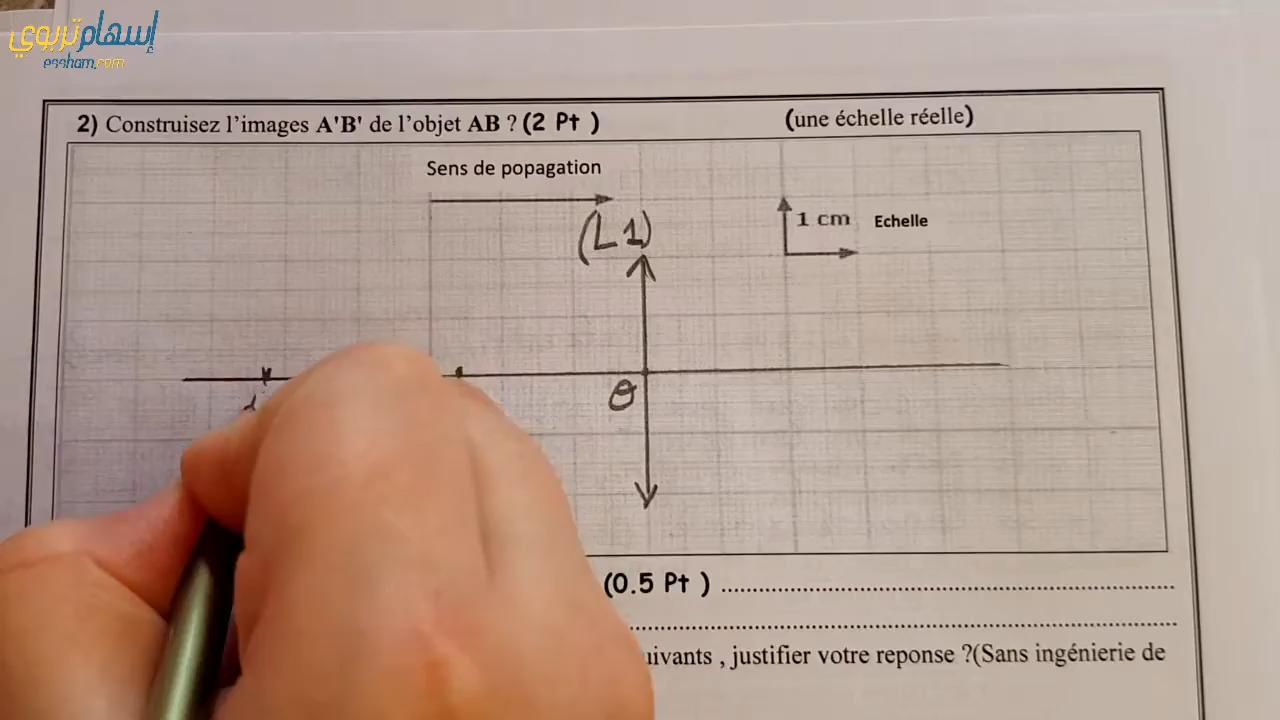 إسهام تربوي
essham.com
2) Construisez l'images A'B' de l'objet AB ? (2 Pt ) (une échelle réelle)
Sens de popagation
(L1)
1 cm Echelle
O
(0.5 Pt ) ........................
........................
uivants , justifier votre reponse ?(Sans ingénierie de